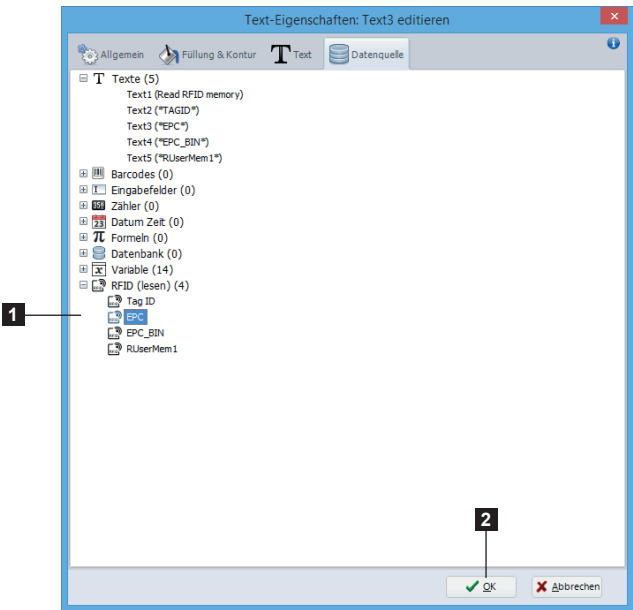 Text-Eigenschaften: Text3 editieren
Allgemein Füllung & Kontur Text Datenquelle
Texte (5)
Text1 (Read RFID memory)
Text2 (*TAGID*)
Text3 (*EPC*)
Text4 (*EPC_BIN*)
Text5 (*RUserMem1*)
Barcodes (0)
Eingabefelder (0)
Zähler (0)
23 Datum Zeit (0)
π Formeln (0)
Datenbank (0)
x Variable (14)
RFID (lesen) (4)
Tag ID
1 EPC
EPC_BIN
RUserMem1
2
OK Abbrechen